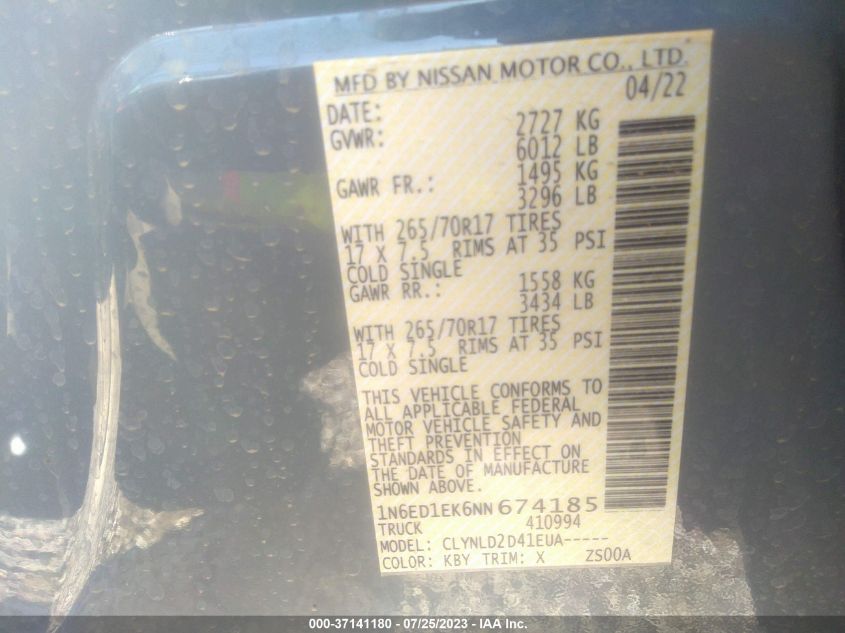 MFD BY NISSAN MOTOR CO., LTD.
04/22
DATE:
GVWR: 2727 KG
6012 LB
GAWR FR.: 1495 KG
3296 LB
WITH 265/70R17 TIRES
17 X 7.5 RIMS AT 35 PSI
COLD SINGLE
GAWR RR.: 1558 KG
3434 LB
WITH 265/70R17 TIRES
17 X 7.5 RIMS AT 35 PSI
COLD SINGLE
THIS VEHICLE CONFORMS TO
ALL APPLICABLE FEDERAL
MOTOR VEHICLE SAFETY AND
THEFT PREVENTION
STANDARDS IN EFFECT ON
THE DATE OF MANUFACTURE
SHOWN ABOVE.
1N6ED1EK6NN674185
TRUCK 410994
MODEL: CLYNLD2D41EUA-----
COLOR: KBY TRIM: X ZS00A
000-37141180 - 07/25/2023 - IAA Inc.